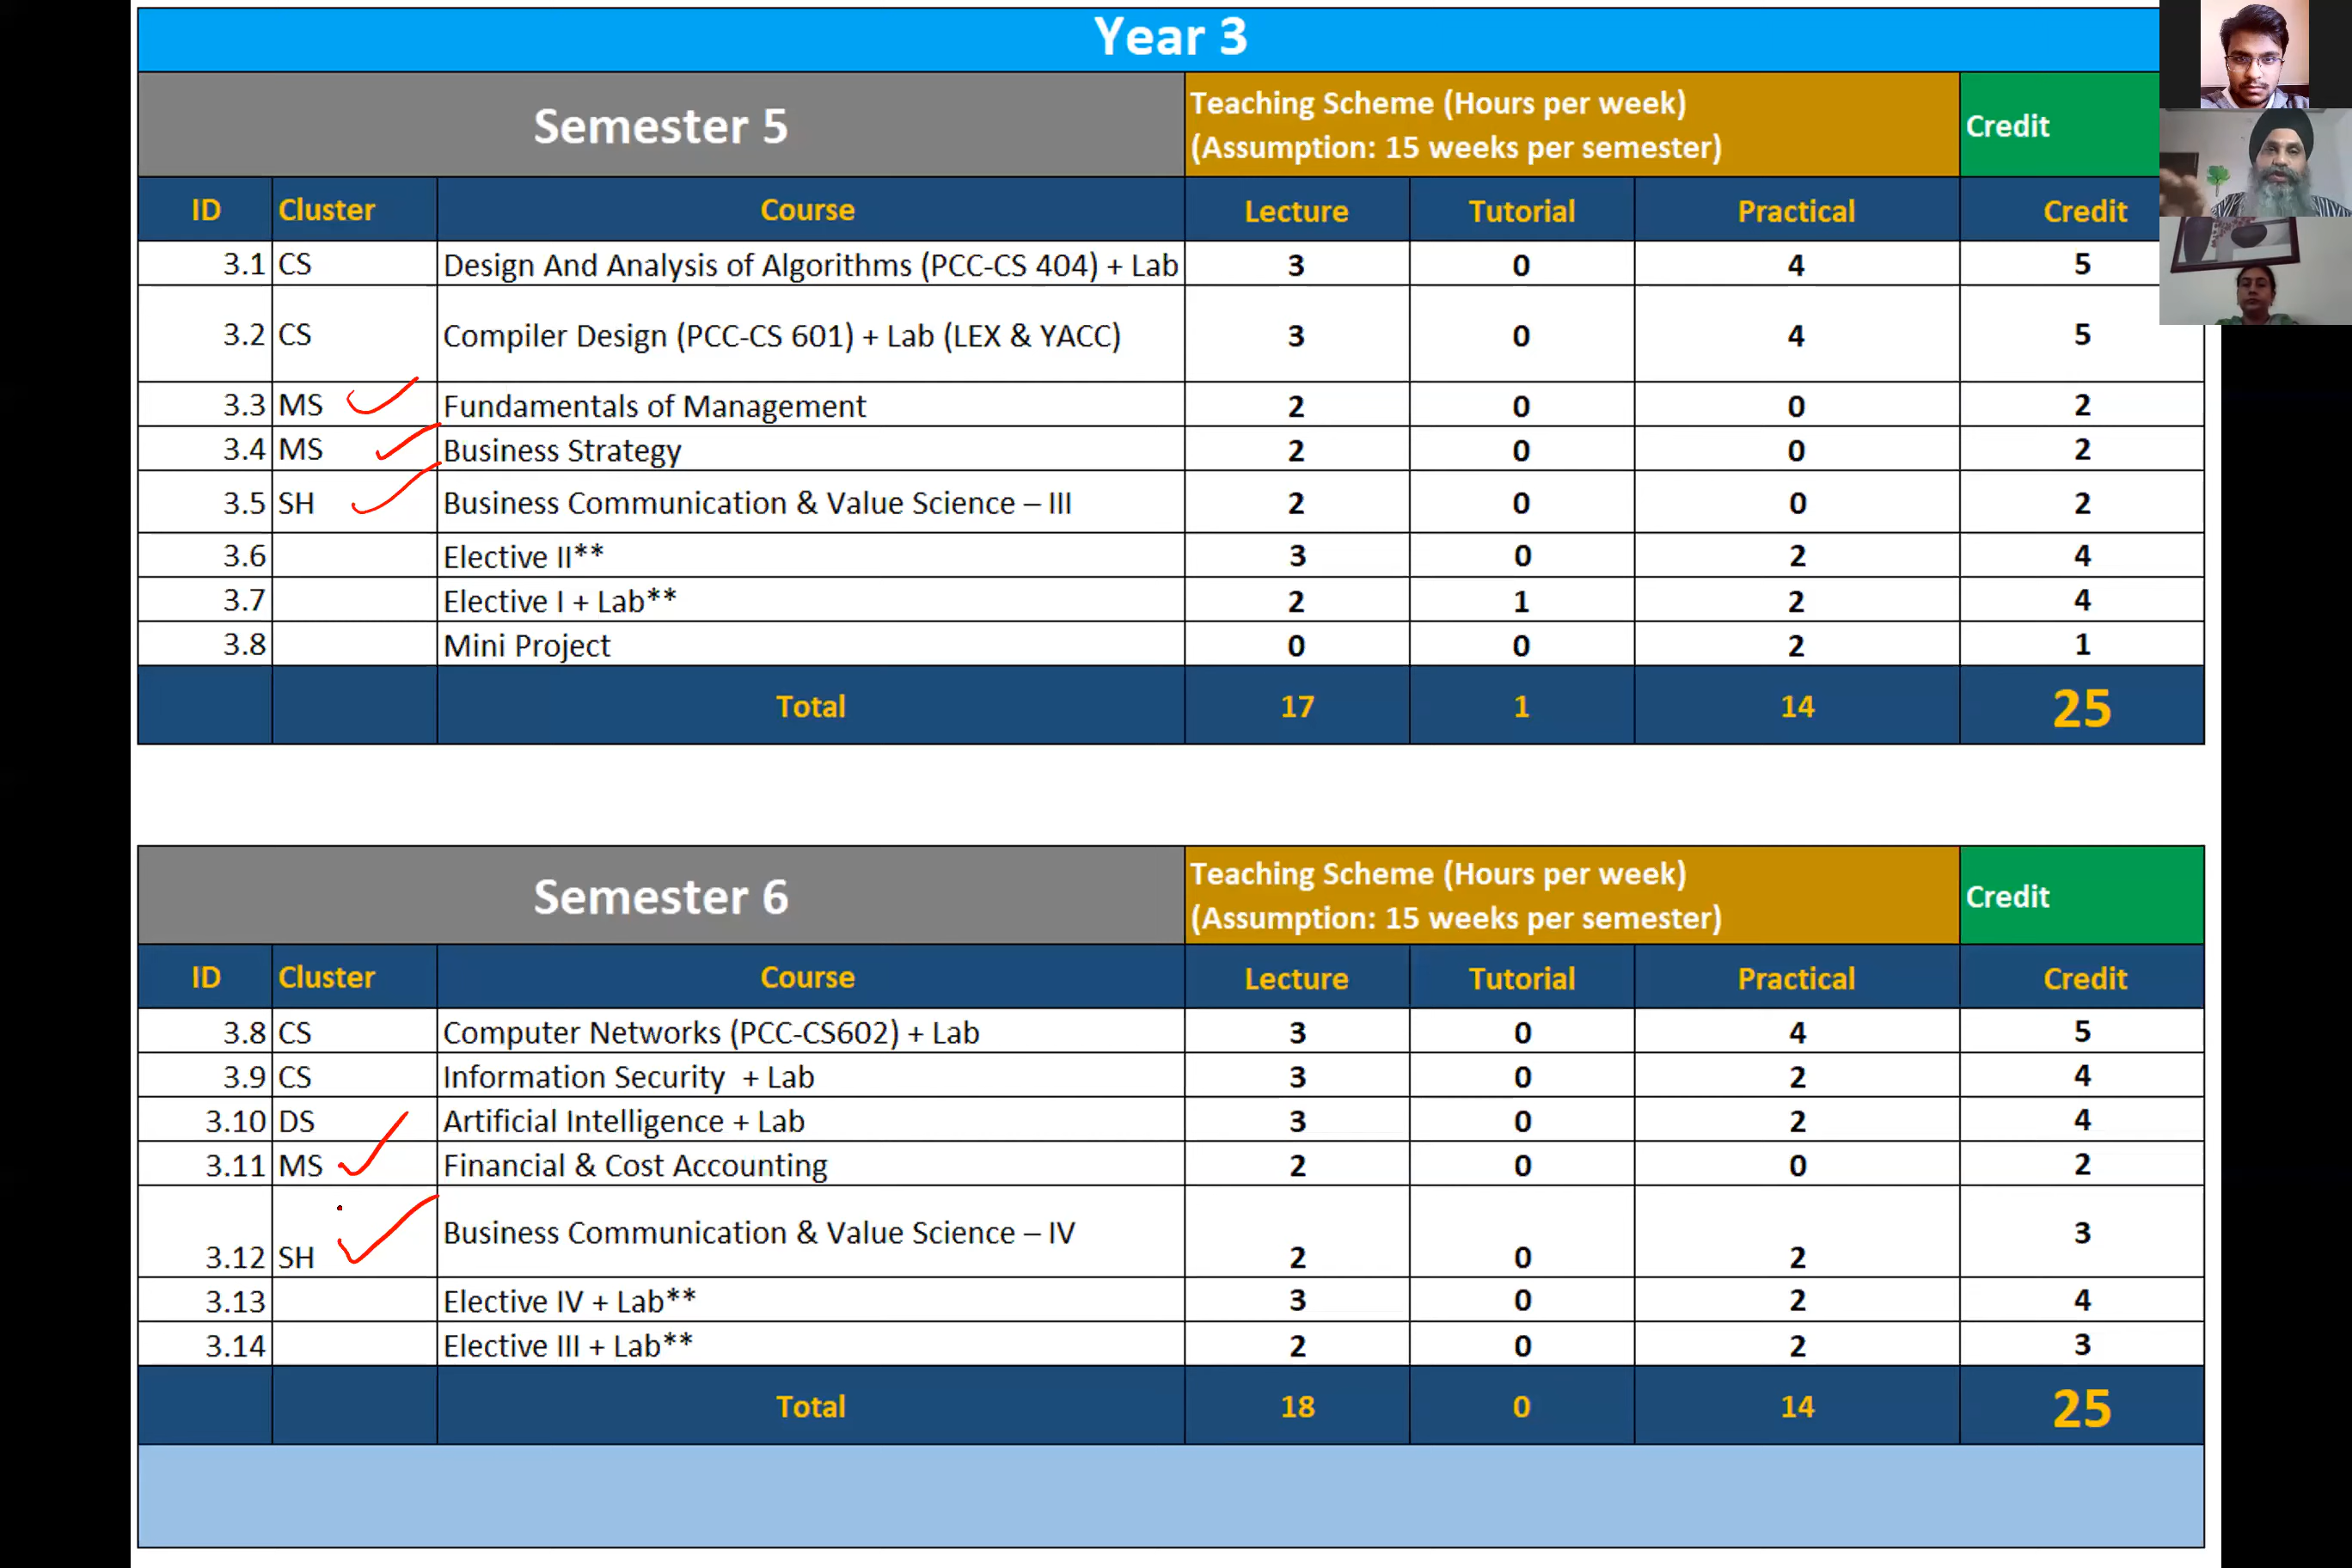 Year 3
Semester 5
Teaching Scheme (Hours per week)
(Assumption: 15 weeks per semester)
Credit
ID Cluster Course Lecture Tutorial Practical Credit
3.1 CS Design And Analysis of Algorithms (PCC-CS 404) + Lab 3 0 4 5
3.2 CS Compiler Design (PCC-CS 601) + Lab (LEX & YACC) 3 0 4 5
3.3 MS Fundamentals of Management 2 0 0 2
3.4 MS Business Strategy 2 0 0 2
3.5 SH Business Communication & Value Science – III 2 0 0 2
3.6 Elective II** 3 0 2 4
3.7 Elective I + Lab** 2 1 2 4
3.8 Mini Project 0 0 2 1
Total 17 1 14 25
Semester 6
Teaching Scheme (Hours per week)
(Assumption: 15 weeks per semester)
Credit
ID Cluster Course Lecture Tutorial Practical Credit
3.8 CS Computer Networks (PCC-CS602) + Lab 3 0 4 5
3.9 CS Information Security + Lab 3 0 2 4
3.10 DS Artificial Intelligence + Lab 3 0 2 4
3.11 MS Financial & Cost Accounting 2 0 0 2
3.12 SH Business Communication & Value Science – IV 2 0 2 3
3.13 Elective IV + Lab** 3 0 2 4
3.14 Elective III + Lab** 2 0 2 3
Total 18 0 14 25